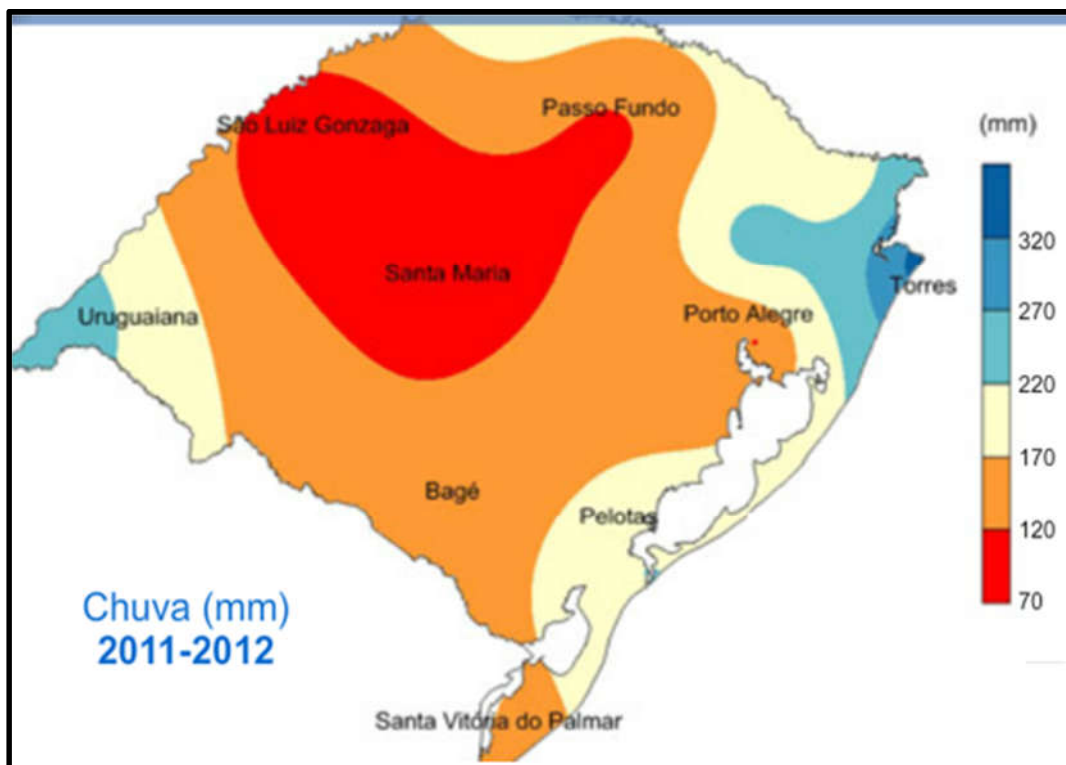 Passo Fundo
São Luiz Gonzaga
(mm)
320
Santa Maria
Torres
Uruguaiana
Porto Alegre
270
220
170
Bagé
Pelotas
120
70
Chuva (mm)
2011-2012
Santa Vitória do Palmar